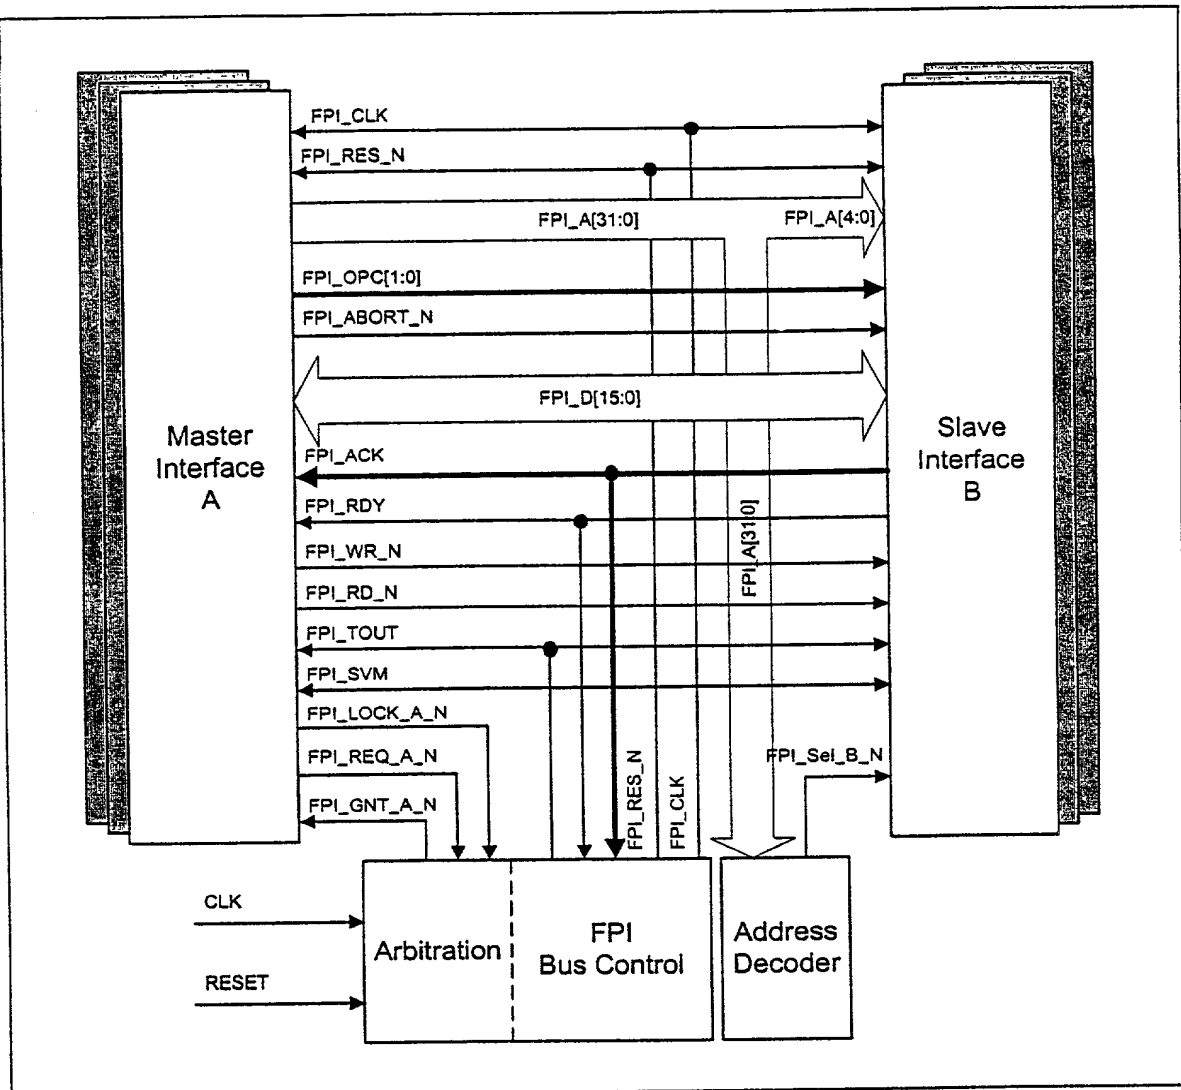 FPI_CLK
FPI_RES_N
FPI_A[31:0]
FPI_A[4:0]
FPI_OPC[1:0]
FPI_ABORT_N
FPI_D[15:0]
Master
Interface
A
Slave
Interface
B
FPI_ACK
FPI_RDY
FPI_A[31:0]
FPI_WR_N
FPI_RD_N
FPI_TOUT
FPI_SVM
FPI_LOCK_A_N
FPI_REQ_A_N
FPI_GNT_A_N
FPI_RES_N
FPI_CLK
FPI_Sel_B_N
CLK
RESET
Arbitration
FPI
Bus Control
Address
Decoder